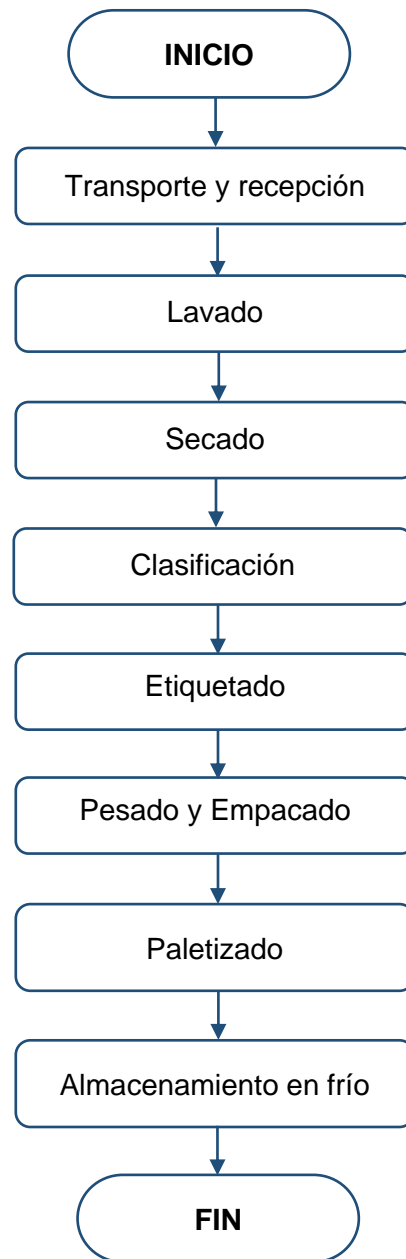 INICIO
Transporte y recepción
Lavado
Secado
Clasificación
Etiquetado
Pesado y Empacado
Paletizado
Almacenamiento en frío
FIN